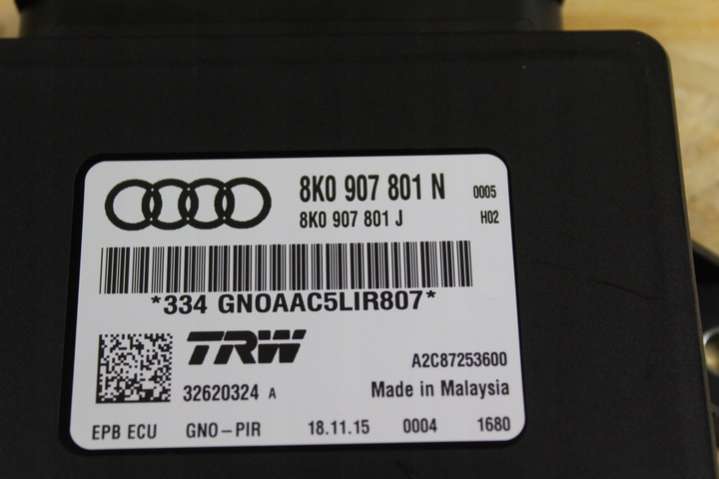 8K0 907 801 N 0005
8K0 907 801 J H02
*334 GNOAAC5LIR807*
TRW
A2C87253600
32620324 A Made in Malaysia
EPB ECU GNO-PIR 18.11.15 0004 1680